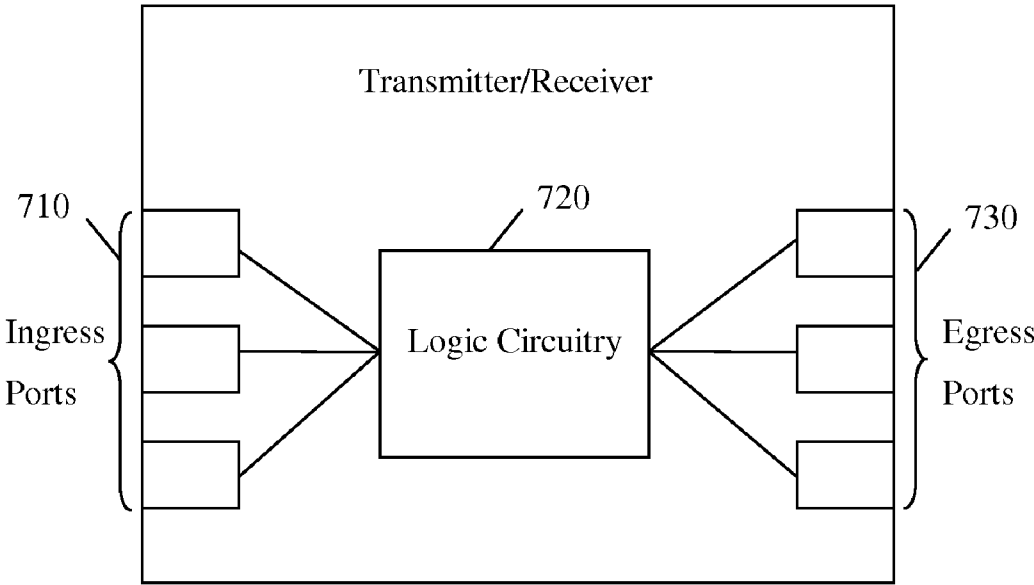 Transmitter/Receiver
710
720
730
Ingress
Ports
Logic Circuitry
Egress
Ports